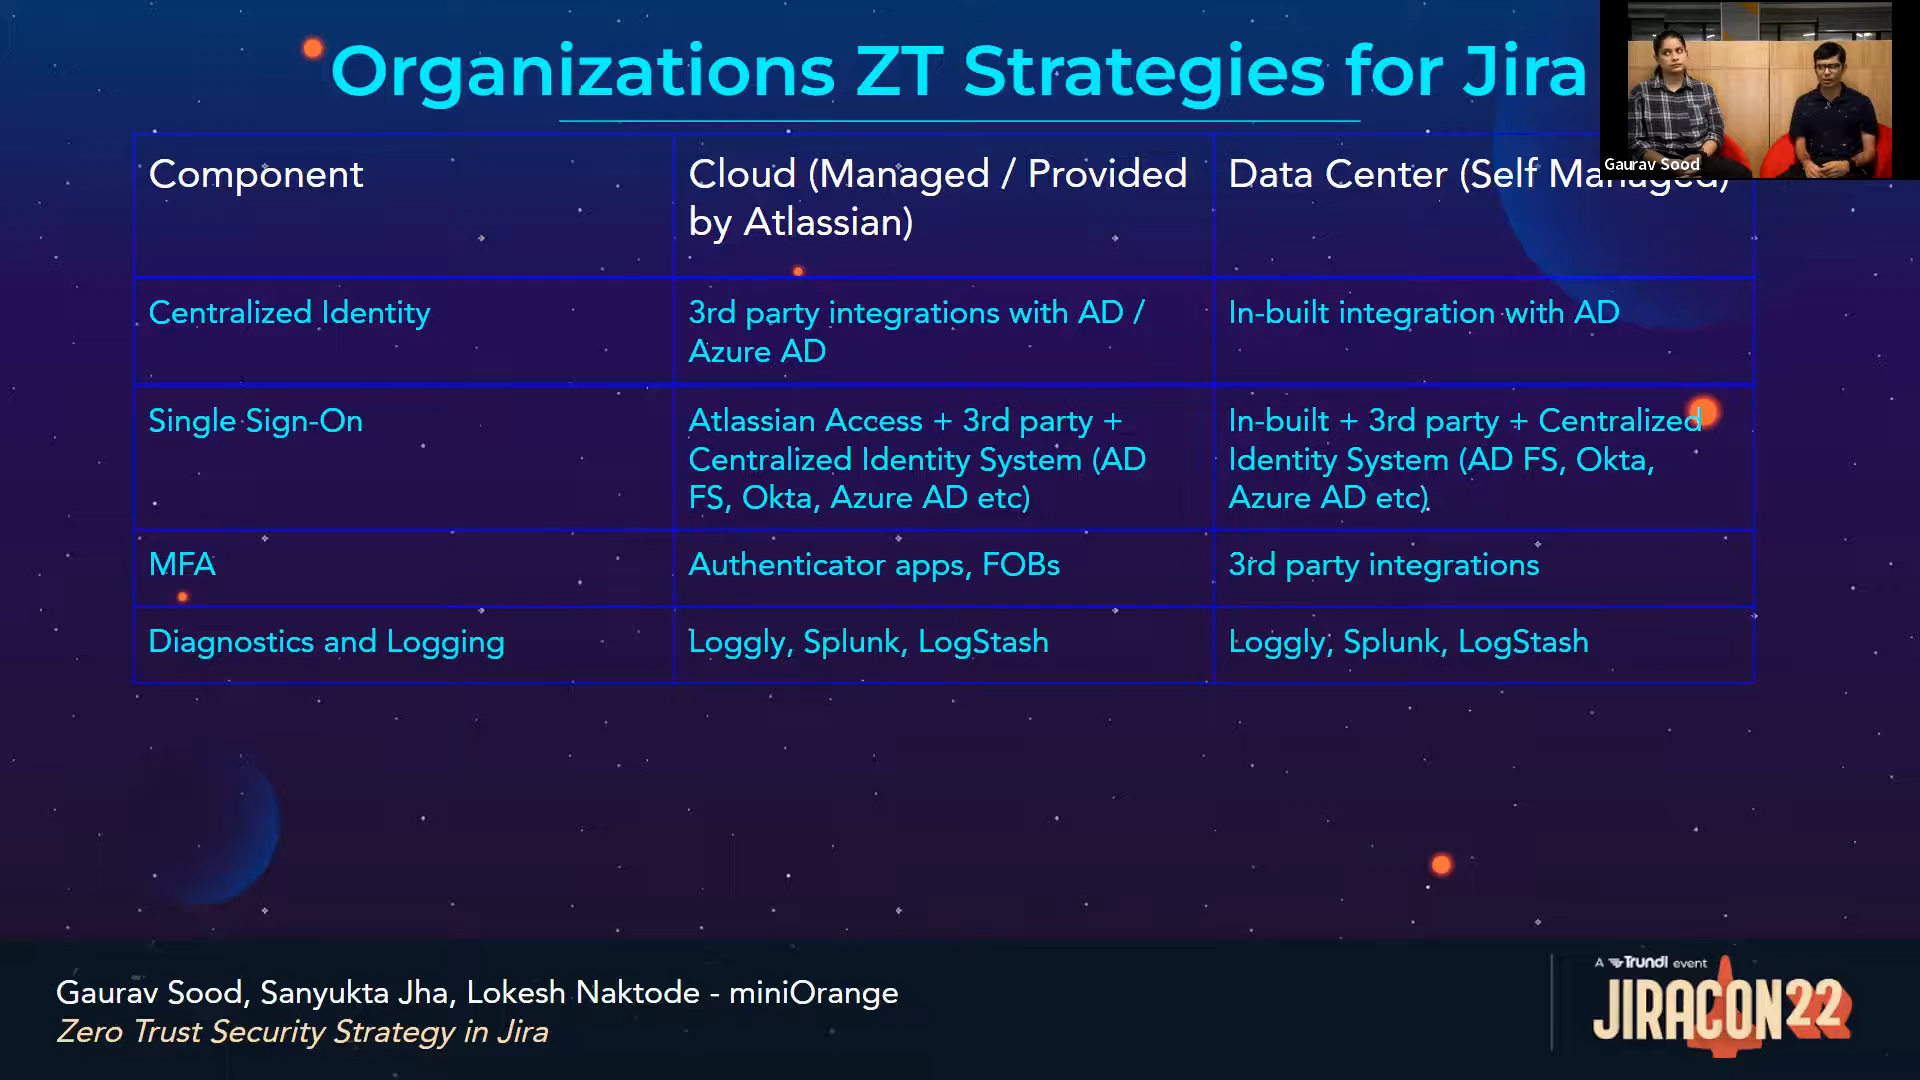 Organizations ZT Strategies for Jira
Gaurav Sood
Component
Cloud (Managed / Provided
by Atlassian)
Data Center (Self Managed)
Centralized Identity
3rd party integrations with AD /
Azure AD
In-built integration with AD
Single Sign-On
Atlassian Access + 3rd party +
Centralized Identity System (AD
FS, Okta, Azure AD etc)
In-built + 3rd party + Centralized
Identity System (AD FS, Okta,
Azure AD etc)
MFA
Authenticator apps, FOBs
3rd party integrations
Diagnostics and Logging
Loggly, Splunk, LogStash
Loggly, Splunk, LogStash
Gaurav Sood, Sanyukta Jha, Lokesh Naktode - miniOrange
Zero Trust Security Strategy in Jira
A Trundl event
JIRACON22